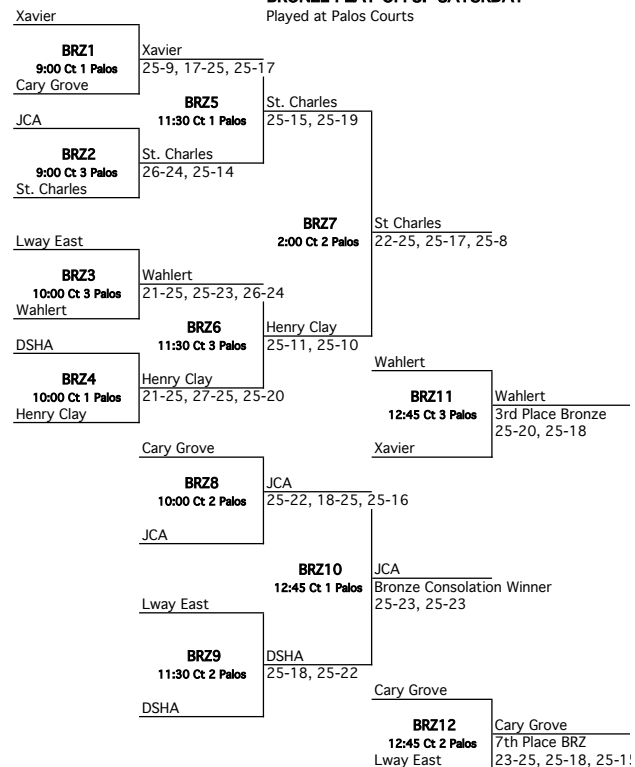 Played at Palos Courts
Xavier
BRZ1
9:00 Ct 1 Palos
Cary Grove
Xavier
25-9, 17-25, 25-17
BRZ5
11:30 Ct 1 Palos
St. Charles
25-15, 25-19
JCA
BRZ2
9:00 Ct 3 Palos
St. Charles
St. Charles
26-24, 25-14
BRZ7
2:00 Ct 2 Palos
St Charles
22-25, 25-17, 25-8
Lway East
BRZ3
10:00 Ct 3 Palos
Wahlert
Wahlert
21-25, 25-23, 26-24
BRZ6
11:30 Ct 3 Palos
Henry Clay
25-11, 25-10
DSHA
BRZ4
10:00 Ct 1 Palos
Henry Clay
Henry Clay
21-25, 27-25, 25-20
Wahlert
BRZ11
12:45 Ct 3 Palos
Xavier
Wahlert
3rd Place Bronze
25-20, 25-18
Cary Grove
BRZ8
10:00 Ct 2 Palos
JCA
JCA
25-22, 18-25, 25-16
BRZ10
12:45 Ct 1 Palos
JCA
Bronze Consolation Winner
25-23, 25-23
Lway East
BRZ9
11:30 Ct 2 Palos
DSHA
DSHA
25-18, 25-22
Cary Grove
BRZ12
12:45 Ct 2 Palos
Lway East
Cary Grove
7th Place BRZ
23-25, 25-18, 25-15